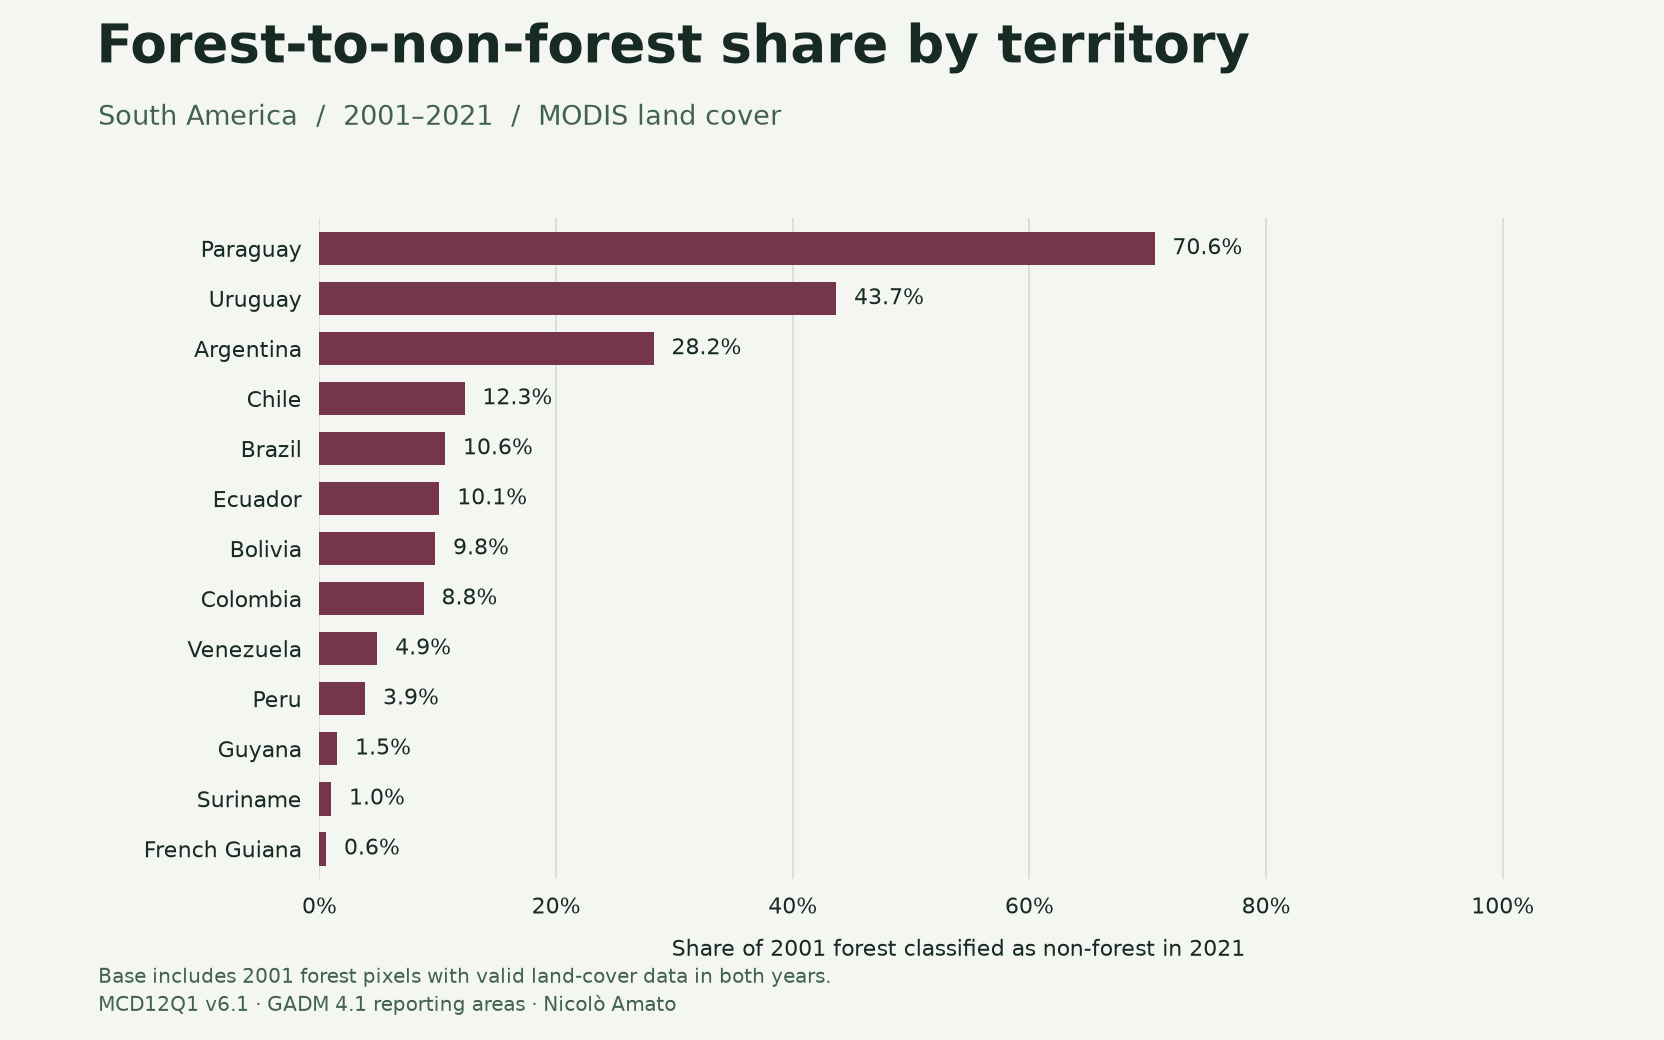 Forest-to-non-forest share by territory
South America / 2001–2021 / MODIS land cover
Paraguay 70.6%
Uruguay 43.7%
Argentina 28.2%
Chile 12.3%
Brazil 10.6%
Ecuador 10.1%
Bolivia 9.8%
Colombia 8.8%
Venezuela 4.9%
Peru 3.9%
Guyana 1.5%
Suriname 1.0%
French Guiana 0.6%
0% 20% 40% 60% 80% 100%
Share of 2001 forest classified as non-forest in 2021
Base includes 2001 forest pixels with valid land-cover data in both years.
MCD12Q1 v6.1 · GADM 4.1 reporting areas · Nicolò Amato